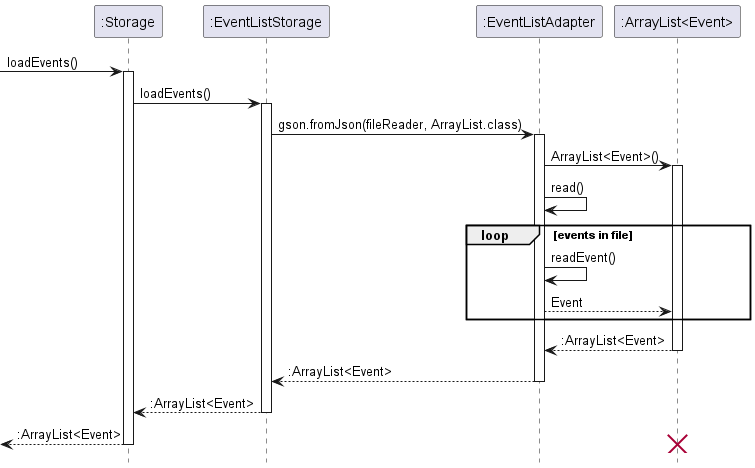 :Storage
:EventListStorage
:EventListAdapter
:ArrayList<Event>
loadEvents()
loadEvents()
gson.fromJson(fileReader, ArrayList.class)
ArrayList<Event>()
read()
loop
[events in file]
readEvent()
Event
:ArrayList<Event>
:ArrayList<Event>
:ArrayList<Event>
:ArrayList<Event>